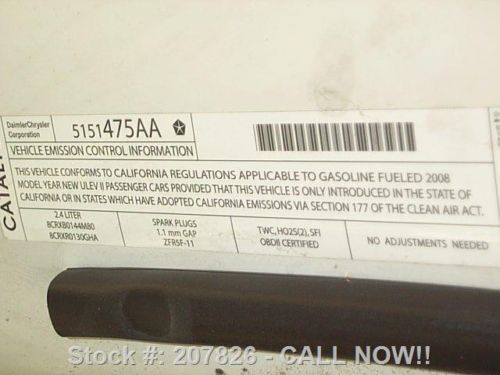 DaimlerChrysler
Corporation
5151475AA
VEHICLE EMISSION CONTROL INFORMATION
THIS VEHICLE CONFORMS TO CALIFORNIA REGULATIONS APPLICABLE TO GASOLINE FUELED 2008
MODEL YEAR NEW ULEV II PASSENGER CARS PROVIDED THAT THIS VEHICLE IS ONLY INTRODUCED IN THE STATE OF
CALIFORNIA OR IN STATES WHICH HAVE ADOPTED CALIFORNIA EMISSIONS VIA SECTION 177 OF THE CLEAN AIR ACT.
2.4 LITER
8CRXB0144M80
8CRXR0130GHA
SPARK PLUGS
1.1 mm GAP
ZFR5F-11
TWC, HO2S(2), SFI
OBDII CERTIFIED
NO ADJUSTMENTS NEEDED
CATALY
Stock #: 207826 - CALL NOW!!